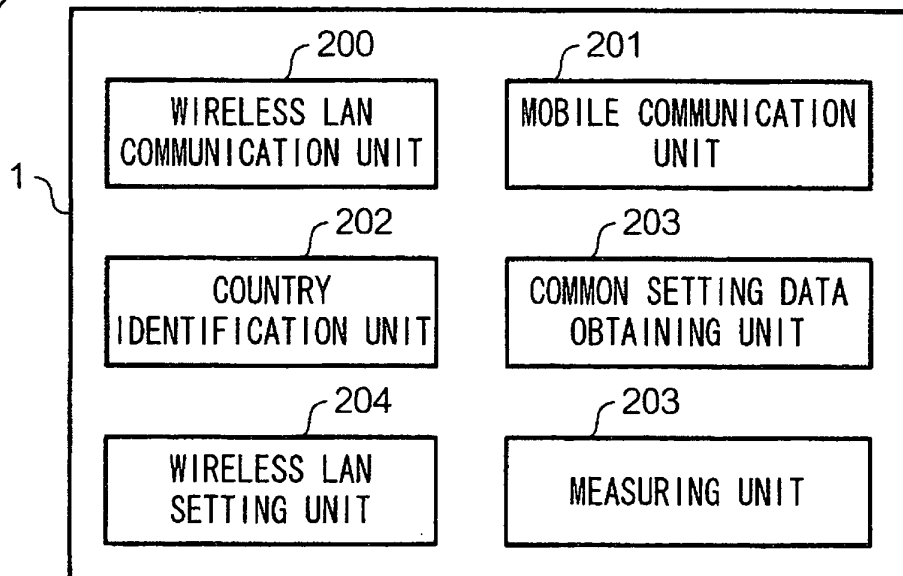 200
201
WIRELESS LAN
COMMUNICATION UNIT
MOBILE COMMUNICATION
UNIT
1
202
203
COUNTRY
IDENTIFICATION UNIT
COMMON SETTING DATA
OBTAINING UNIT
204
203
WIRELESS LAN
SETTING UNIT
MEASURING UNIT